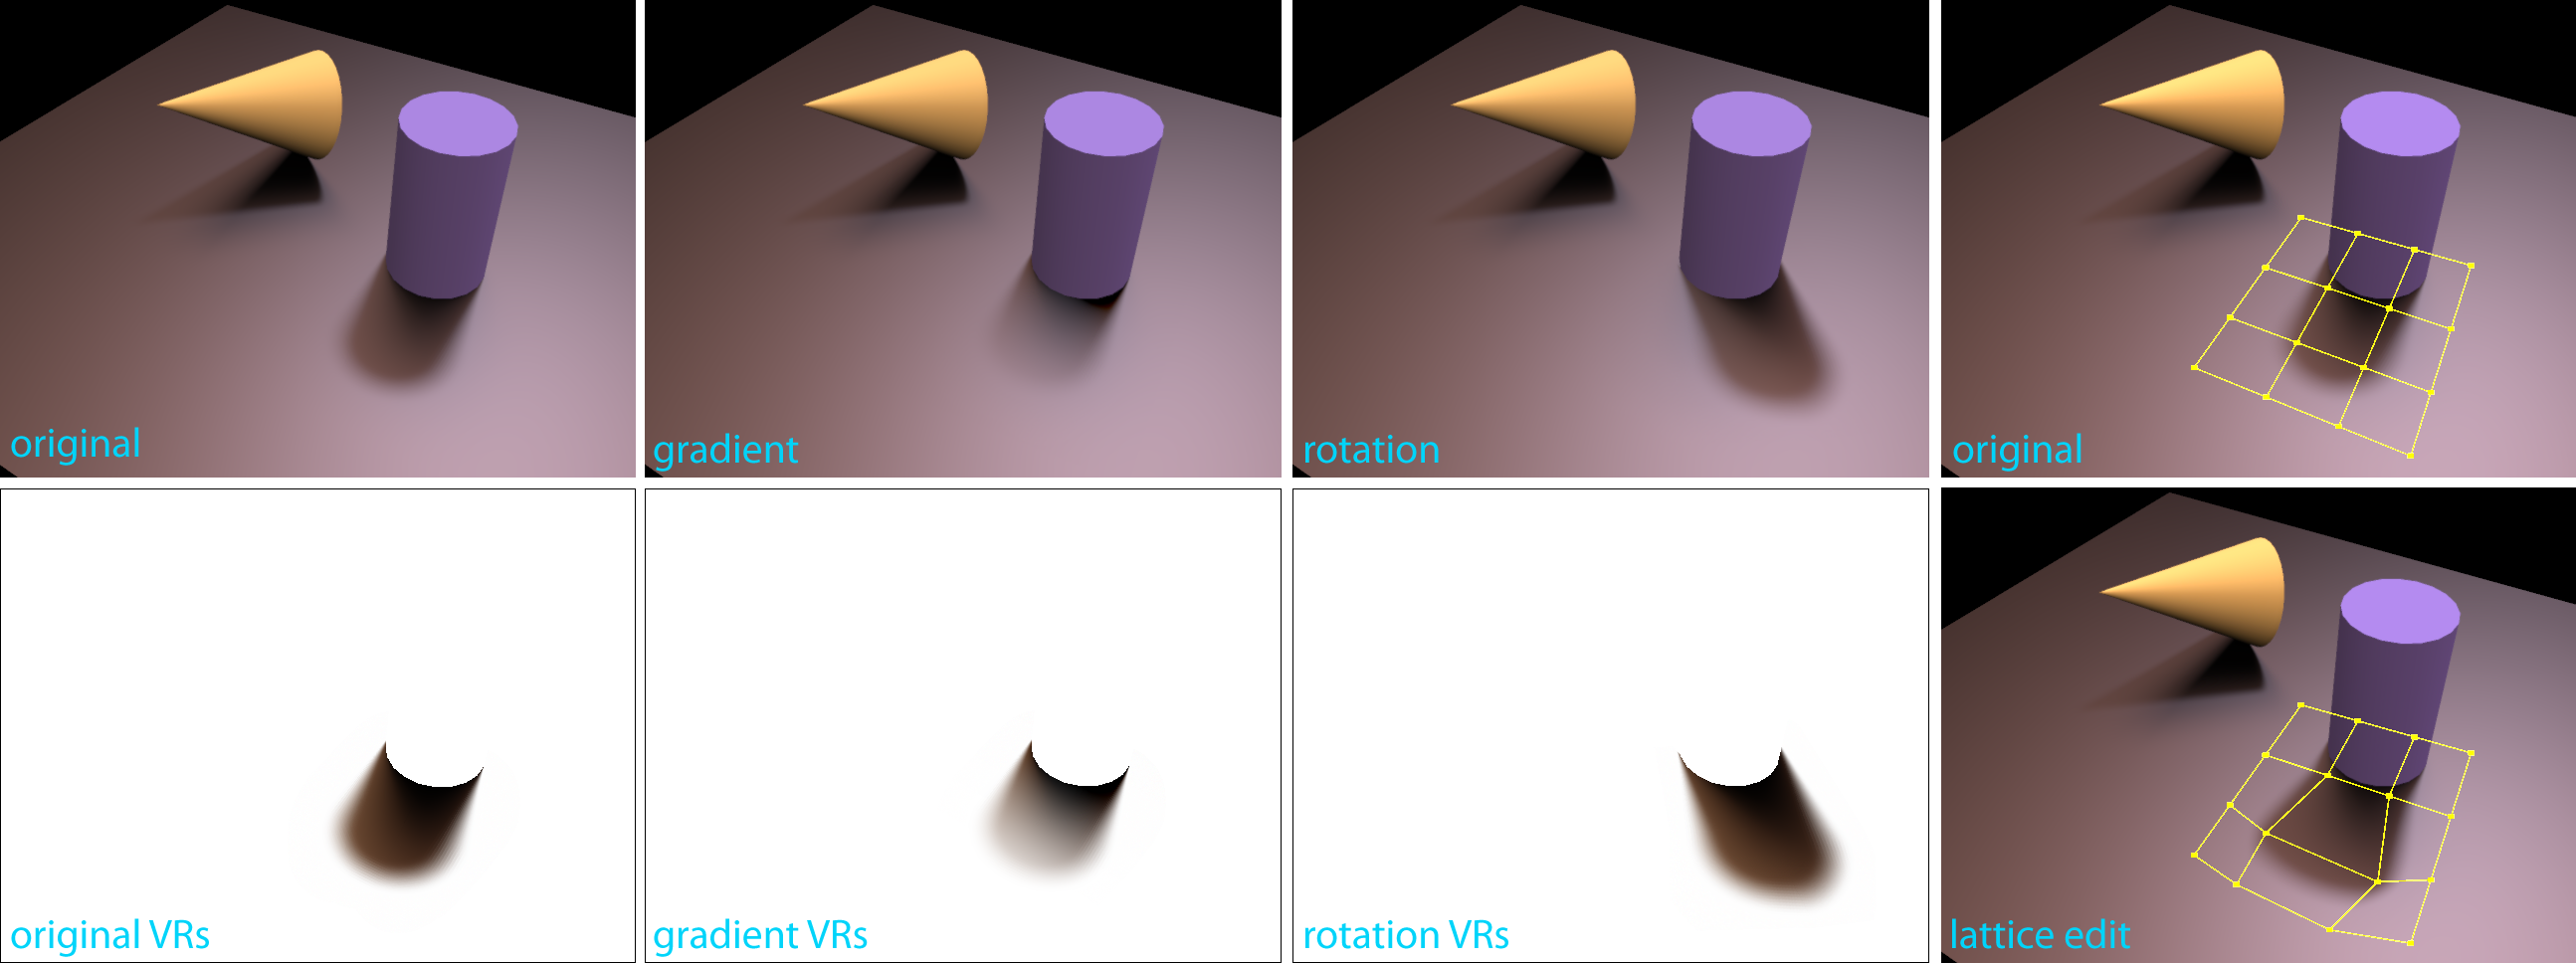 original
gradient
rotation
original
original VRs
gradient VRs
rotation VRs
lattice edit